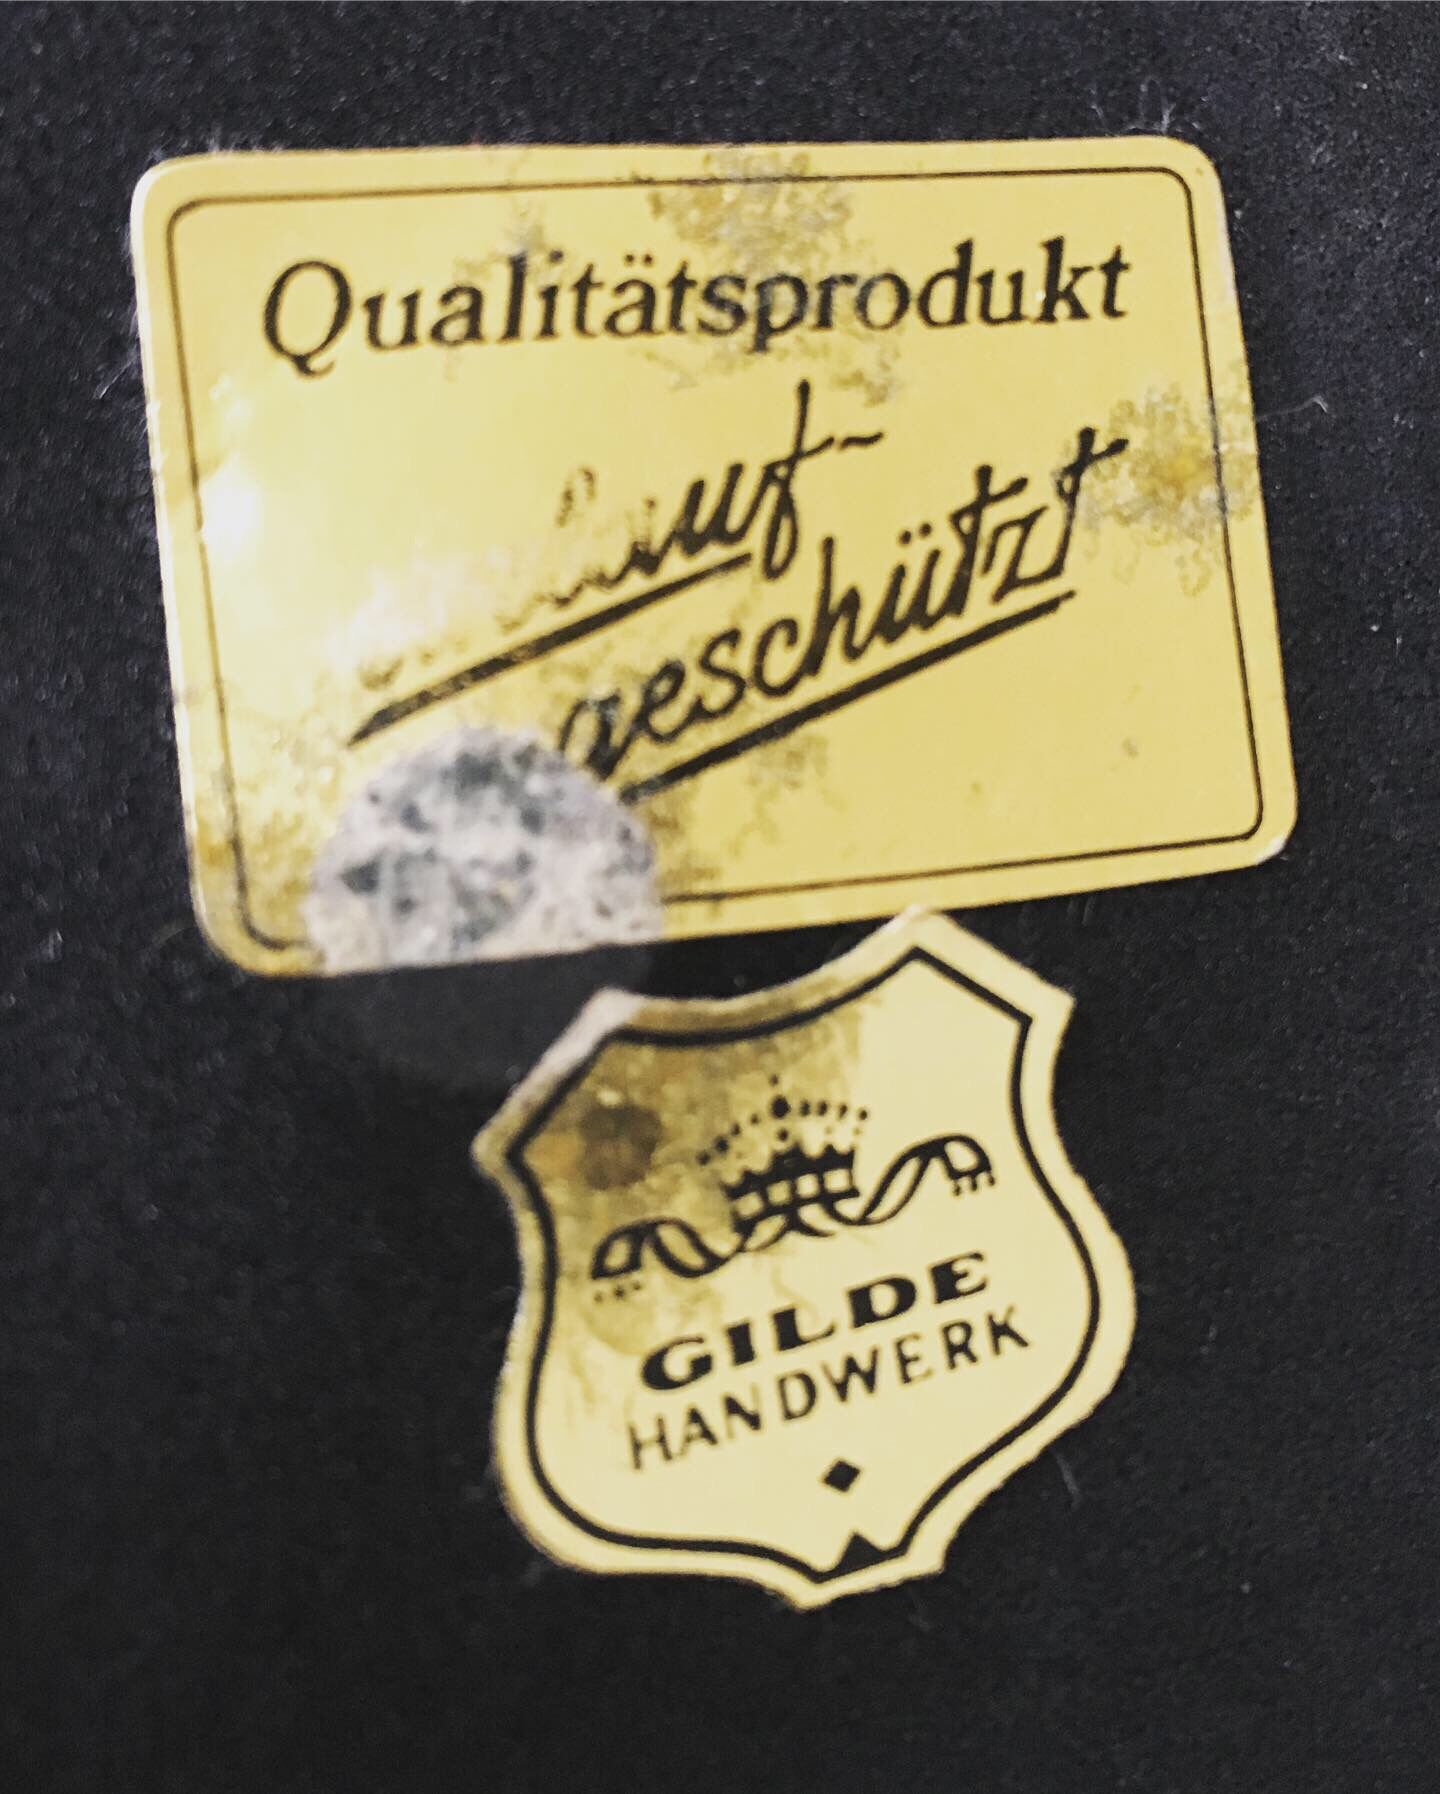 Qualitätsprodukt
geschützt
GILDE
HANDWERK